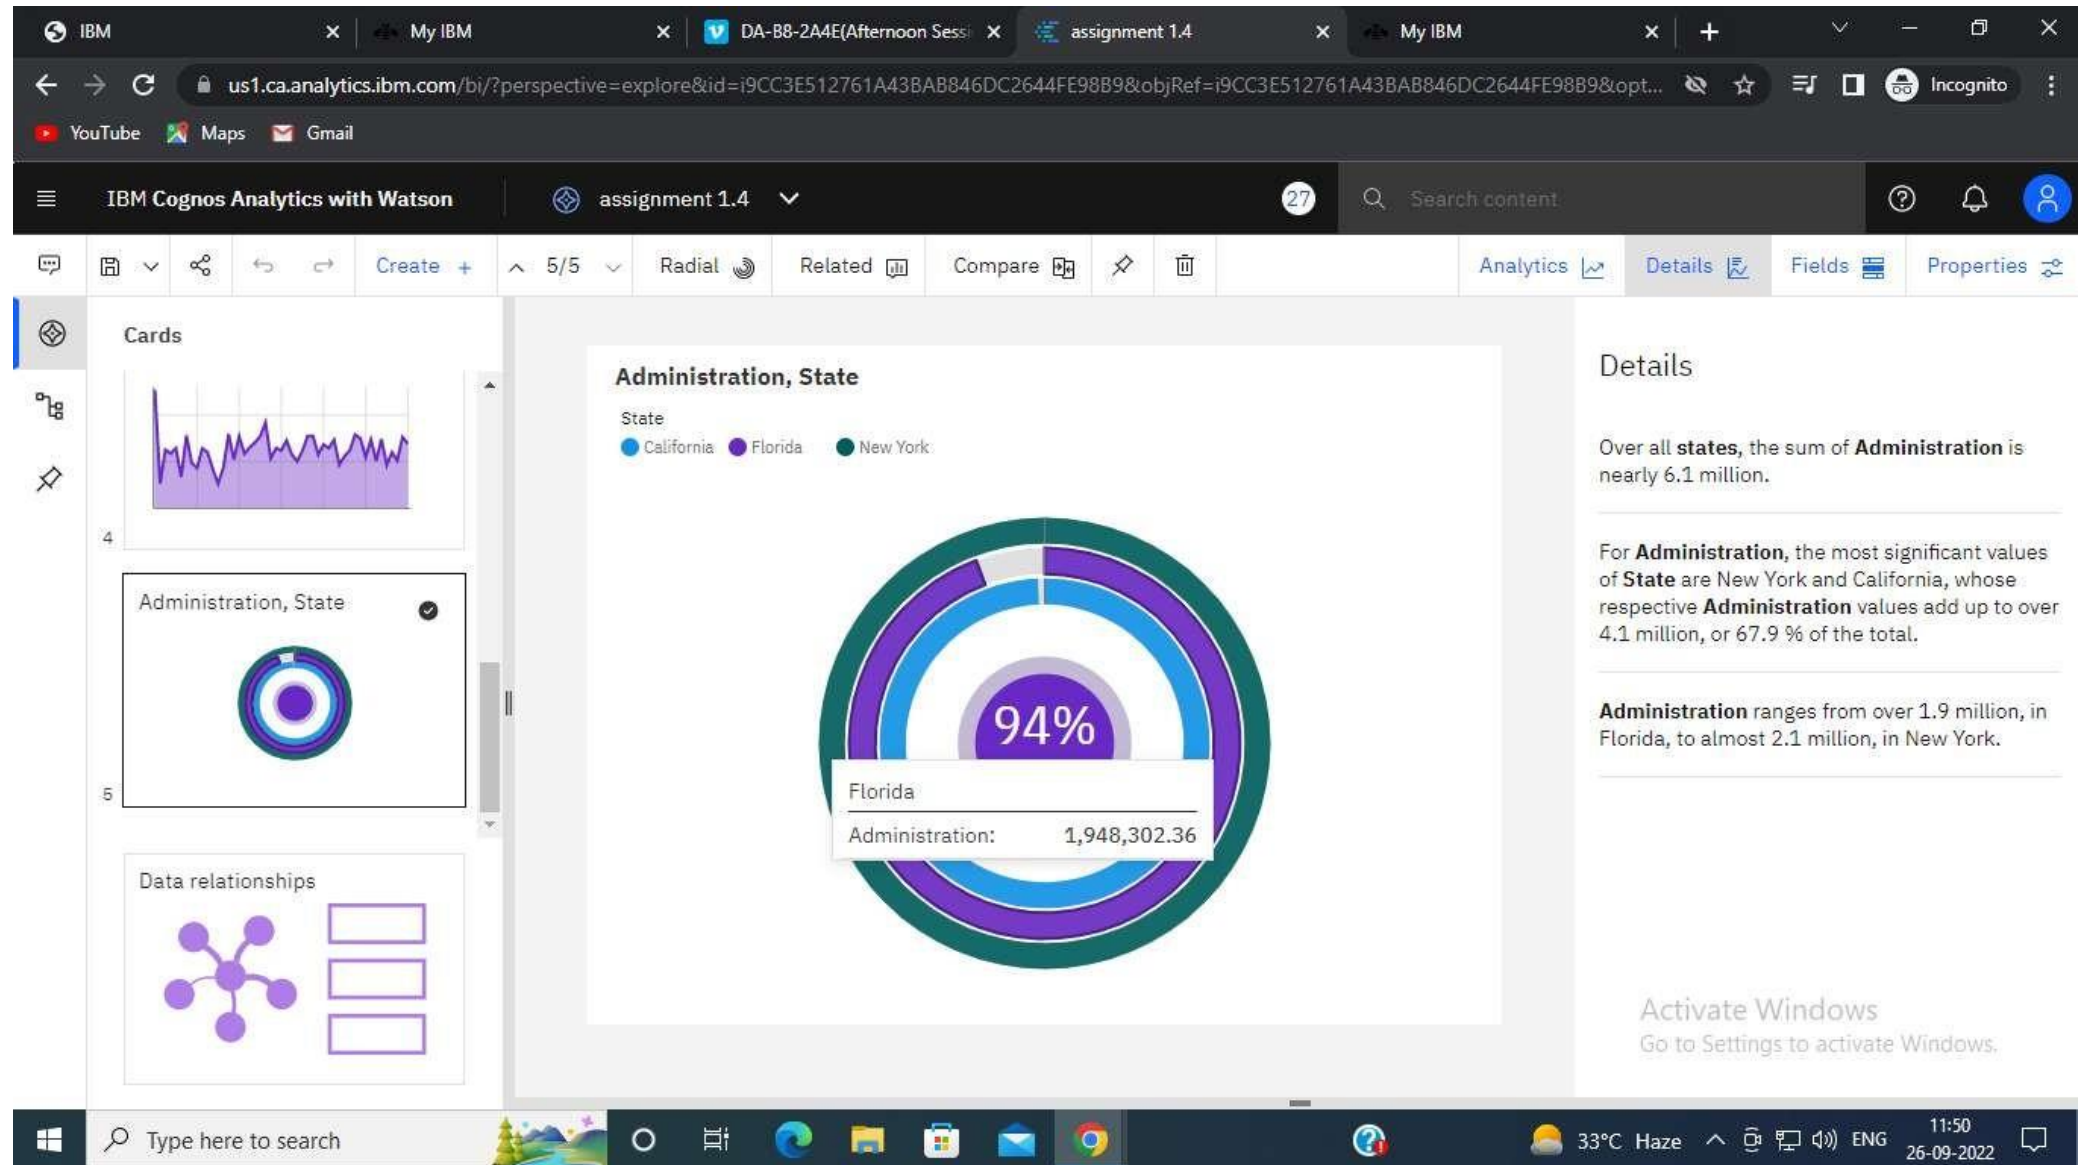 IBM
My IBM
DA-B8-2A4E(Afternoon Sessi
assignment 1.4
My IBM
us1.ca.analytics.ibm.com/bi/?perspective=explore&id=i9CC3E512761A43BAB846DC2644FE98B9&objRef=i9CC3E512761A43BAB846DC2644FE98B9&opt...
Incognito
YouTube Maps Gmail
IBM Cognos Analytics with Watson
assignment 1.4
27
Search content
Create +
5/5
Radial
Related
Compare
Analytics
Details
Fields
Properties
Cards
4
Administration, State
5
Data relationships
Administration, State
State
California Florida New York
94%
Florida
Administration: 1,948,302.36
Details
Over all states, the sum of Administration is
nearly 6.1 million.
For Administration, the most significant values
of State are New York and California, whose
respective Administration values add up to over
4.1 million, or 67.9 % of the total.
Administration ranges from over 1.9 million, in
Florida, to almost 2.1 million, in New York.
Activate Windows
Go to Settings to activate Windows.
Type here to search
33°C Haze
ENG
11:50
26-09-2022